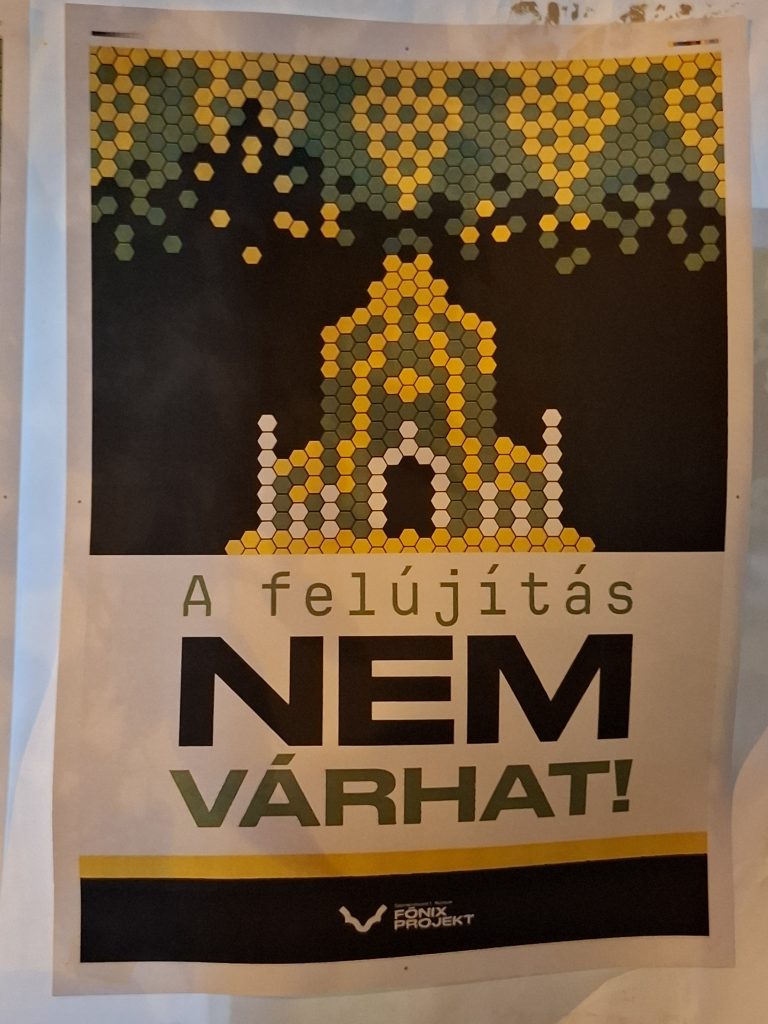 A felújítás
NEM
VÁRHAT!
FŐNIX
PROJEKT